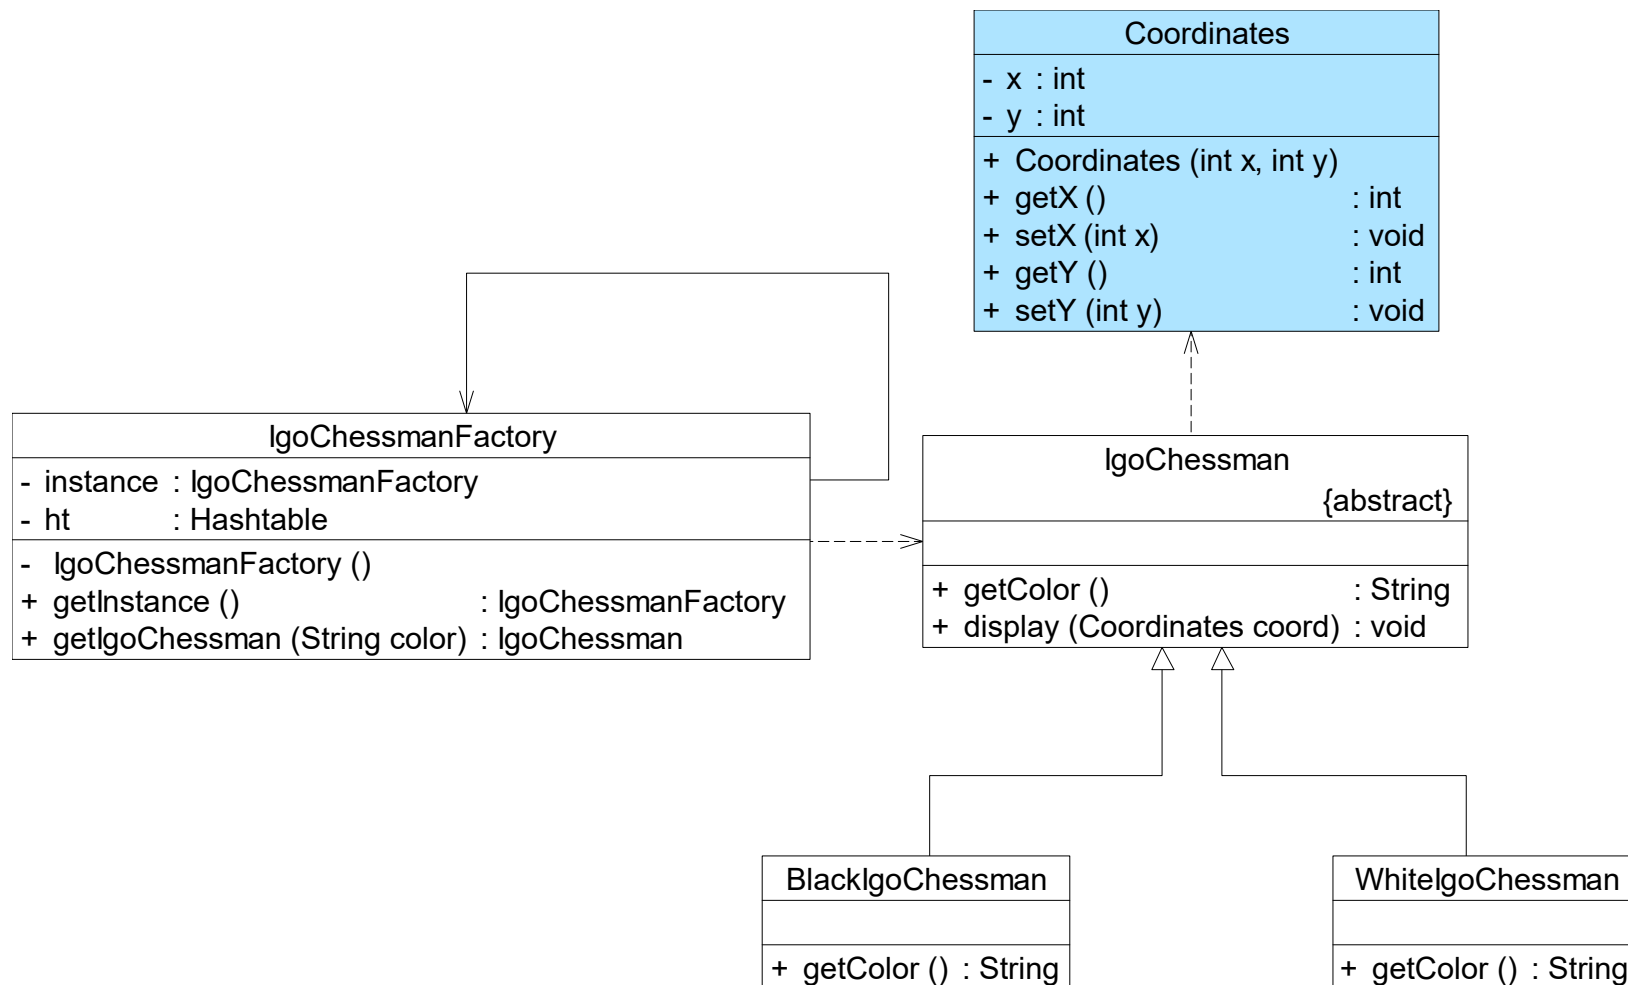 Coordinates
- x : int
- y : int
+ Coordinates (int x, int y)
+ getX () : int
+ setX (int x) : void
+ getY () : int
+ setY (int y) : void
IgoChessmanFactory
- instance : IgoChessmanFactory
- ht : Hashtable
- IgoChessmanFactory ()
+ getInstance () : IgoChessmanFactory
+ getIgoChessman (String color) : IgoChessman
IgoChessman
{abstract}
+ getColor () : String
+ display (Coordinates coord) : void
BlackIgoChessman
+ getColor () : String
WhiteIgoChessman
+ getColor () : String